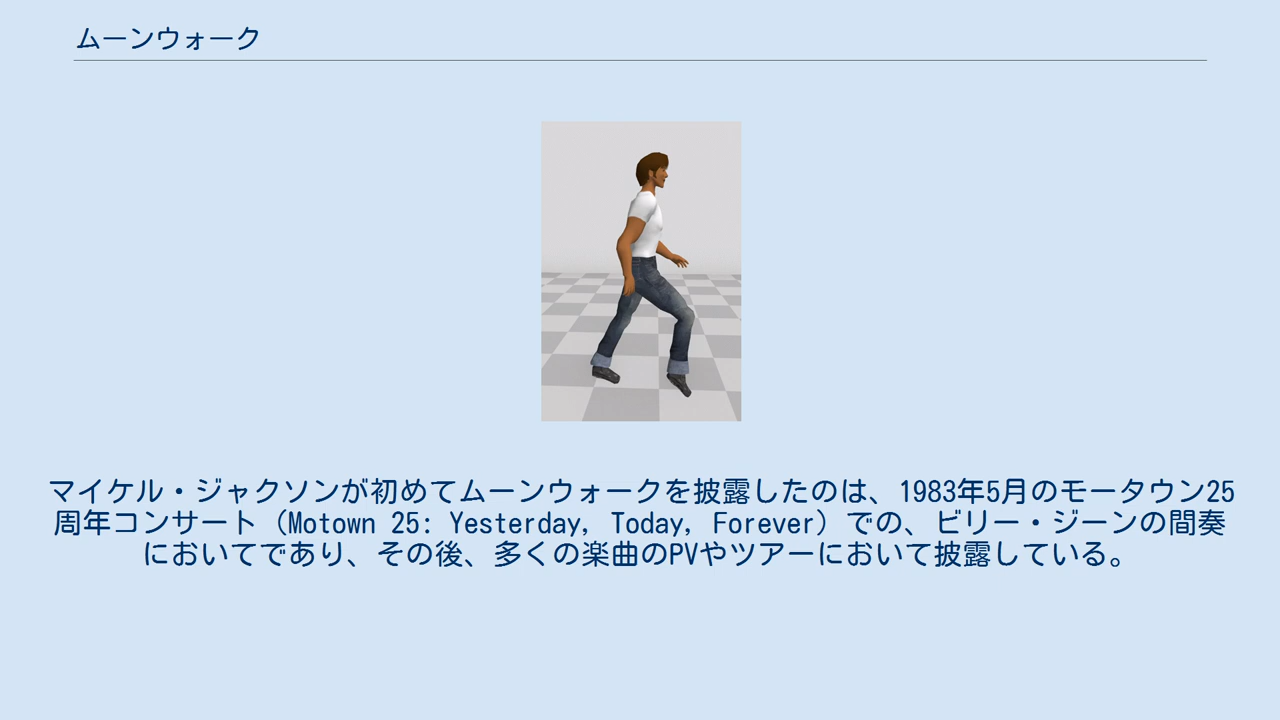 ムーンウォーク
マイケル・ジャクソンが初めてムーンウォークを披露したのは、1983年5月のモータウン25
周年コンサート（Motown 25: Yesterday, Today, Forever）での、ビリー・ジーンの間奏
においてであり、その後、多くの楽曲のPVやツアーにおいて披露している。